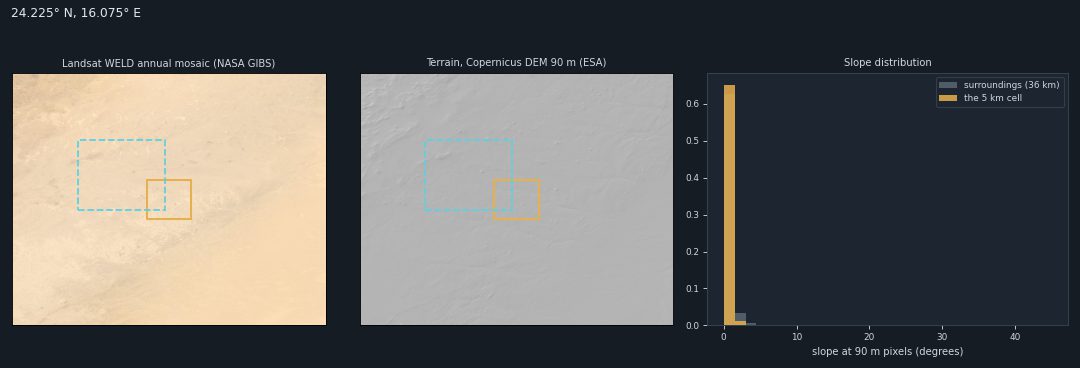 24.225° N, 16.075° E
Landsat WELD annual mosaic (NASA GIBS)
Terrain, Copernicus DEM 90 m (ESA)
Slope distribution
surroundings (36 km)
the 5 km cell
0.6
0.5
0.4
0.3
0.2
0.1
0.0
0 10 20 30 40
slope at 90 m pixels (degrees)